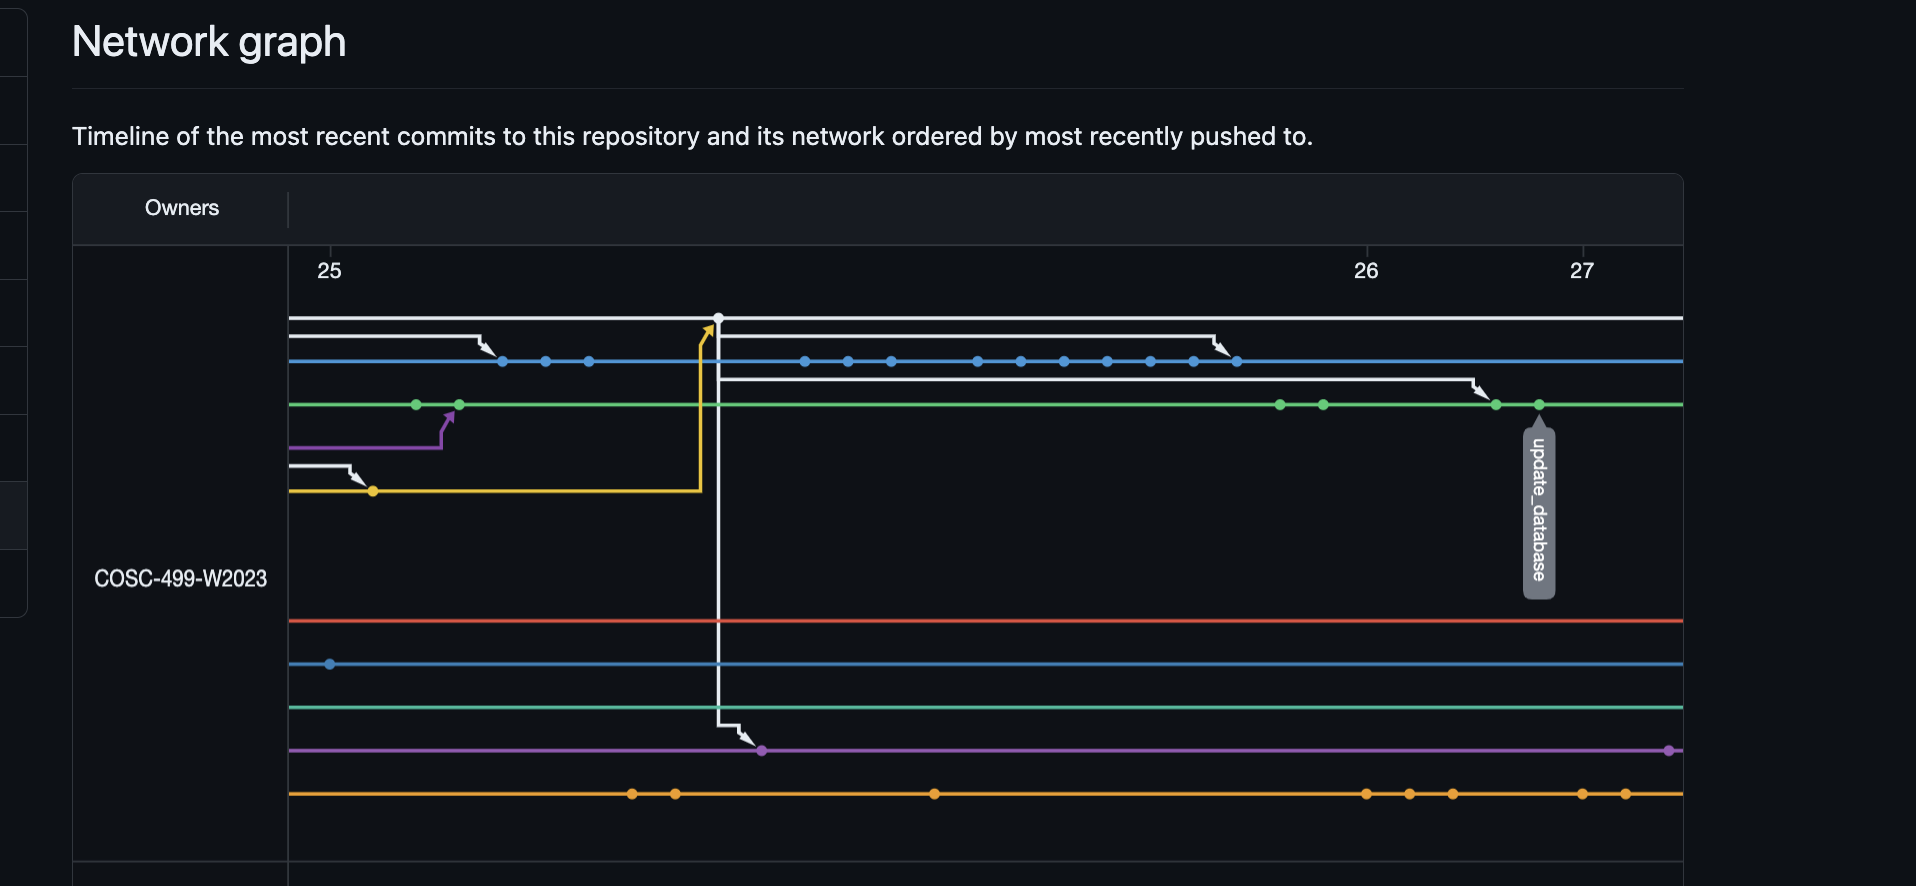 Network graph
Timeline of the most recent commits to this repository and its network ordered by most recently pushed to.
Owners
25
26
27
update_database
COSC-499-W2023